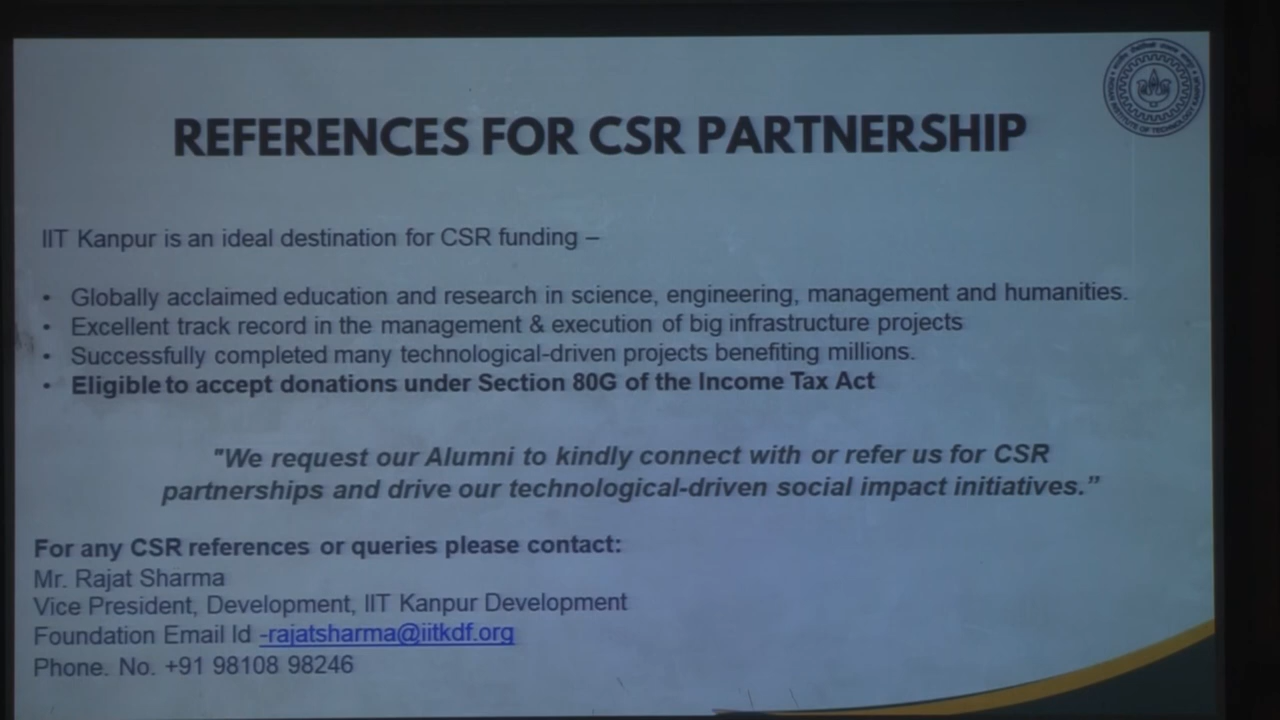 REFERENCES FOR CSR PARTNERSHIP
IIT Kanpur is an ideal destination for CSR funding –
• Globally acclaimed education and research in science, engineering, management and humanities.
• Excellent track record in the management & execution of big infrastructure projects
• Successfully completed many technological-driven projects benefiting millions.
• Eligible to accept donations under Section 80G of the Income Tax Act
"We request our Alumni to kindly connect with or refer us for CSR
partnerships and drive our technological-driven social impact initiatives.”
For any CSR references or queries please contact:
Mr. Rajat Sharma
Vice President, Development, IIT Kanpur Development
Foundation Email Id -rajatsharma@iitkdf.org
Phone. No. +91 98108 98246